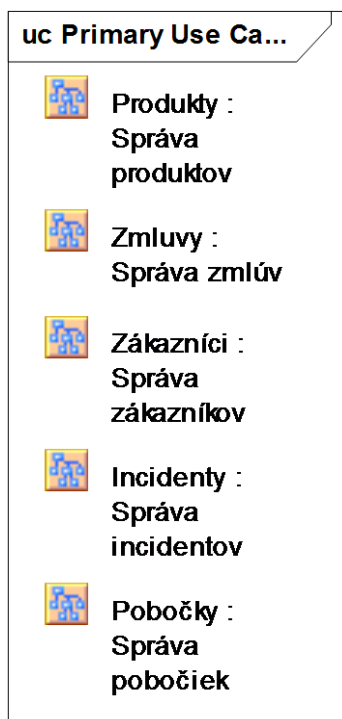 uc Primary Use Ca...
Produkty :
Správa
produktov
Zmluvy :
Správa zmlúv
Zákazníci :
Správa
zákazníkov
Incidenty :
Správa
incidentov
Pobočky :
Správa
pobočiek